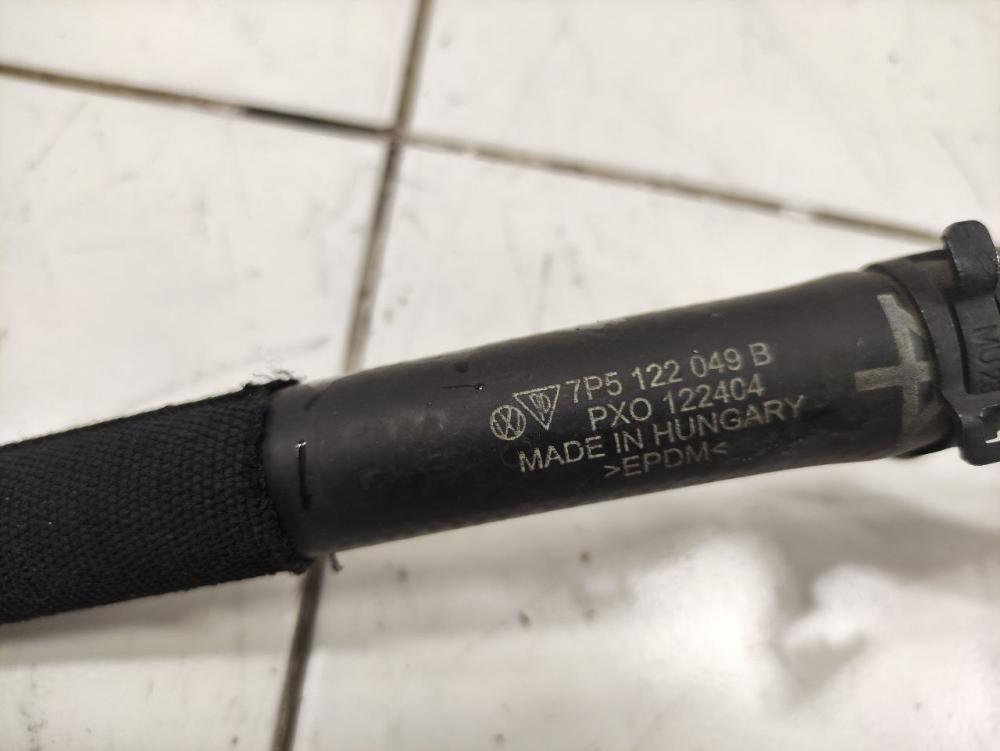 7P5 122 049 B
PXO 122404
MADE IN HUNGARY
>EPDM<